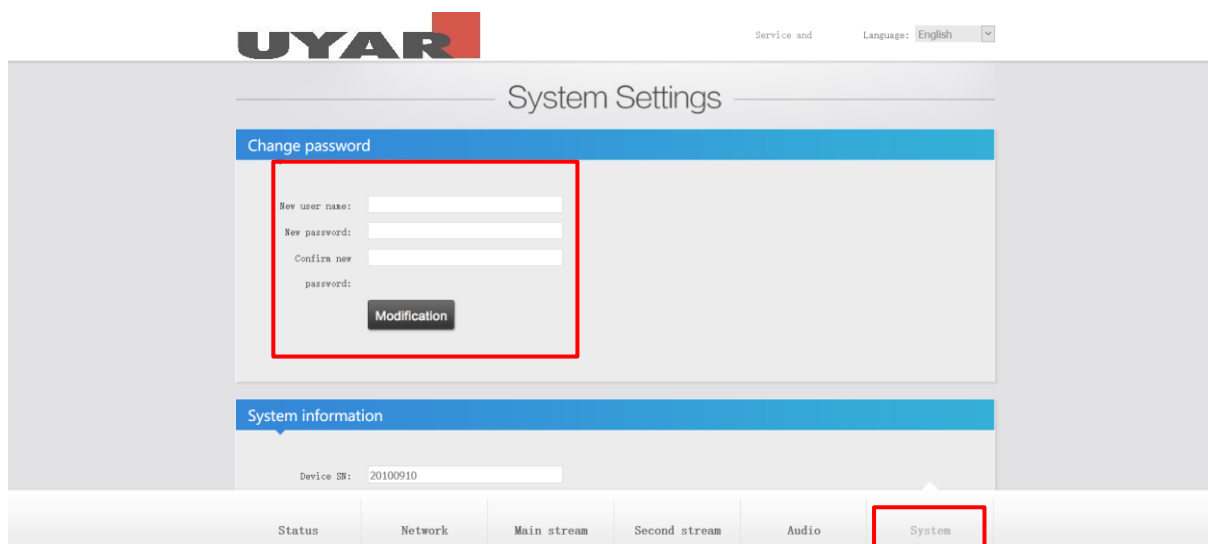 UYAR
Service and Language: English
System Settings
Change password
New user name:
New password:
Confirm new
password:
Modification
System information
Device SN: 20100910
Status Network Main stream Second stream Audio System